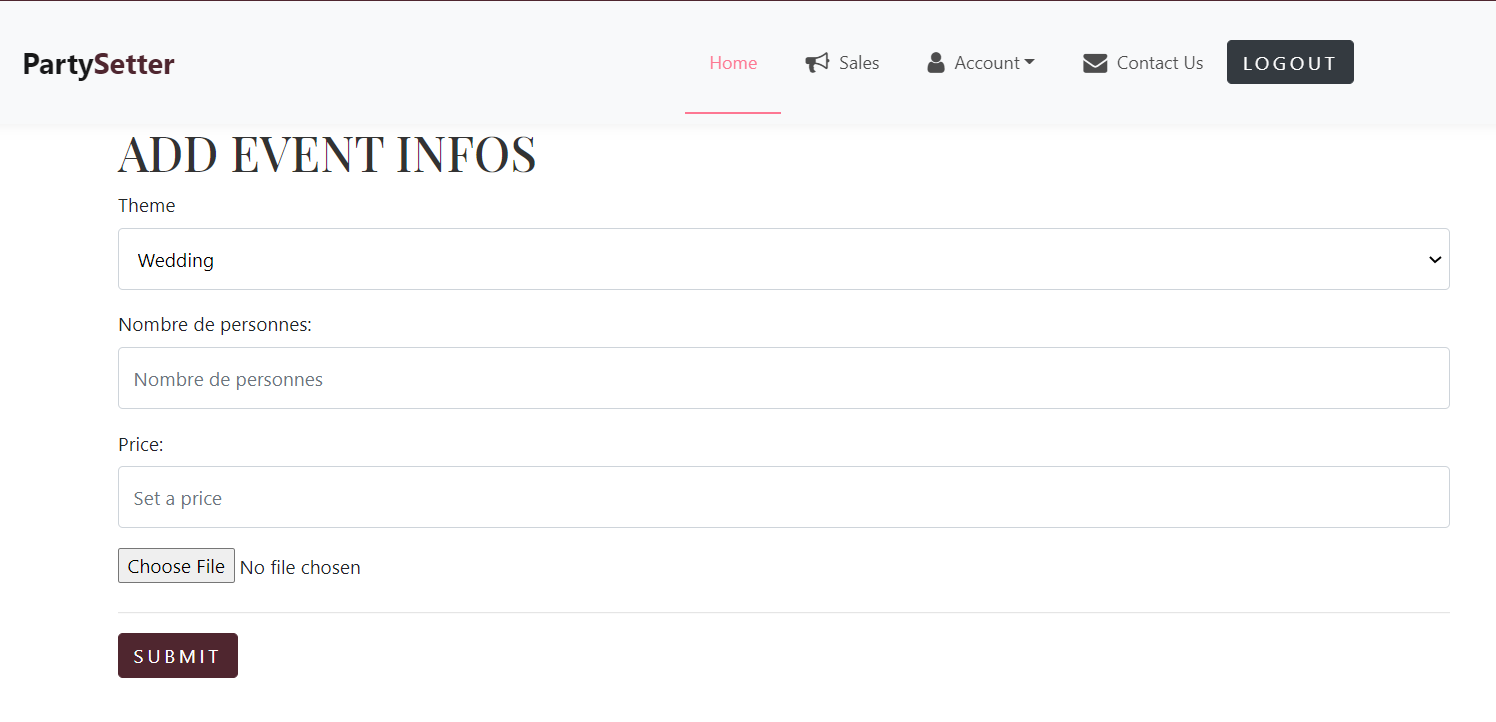 PartySetter
Home
Sales
Account
Contact Us
LOGOUT
ADD EVENT INFOS
Theme
Wedding
Nombre de personnes:
Nombre de personnes
Price:
Set a price
Choose File No file chosen
SUBMIT